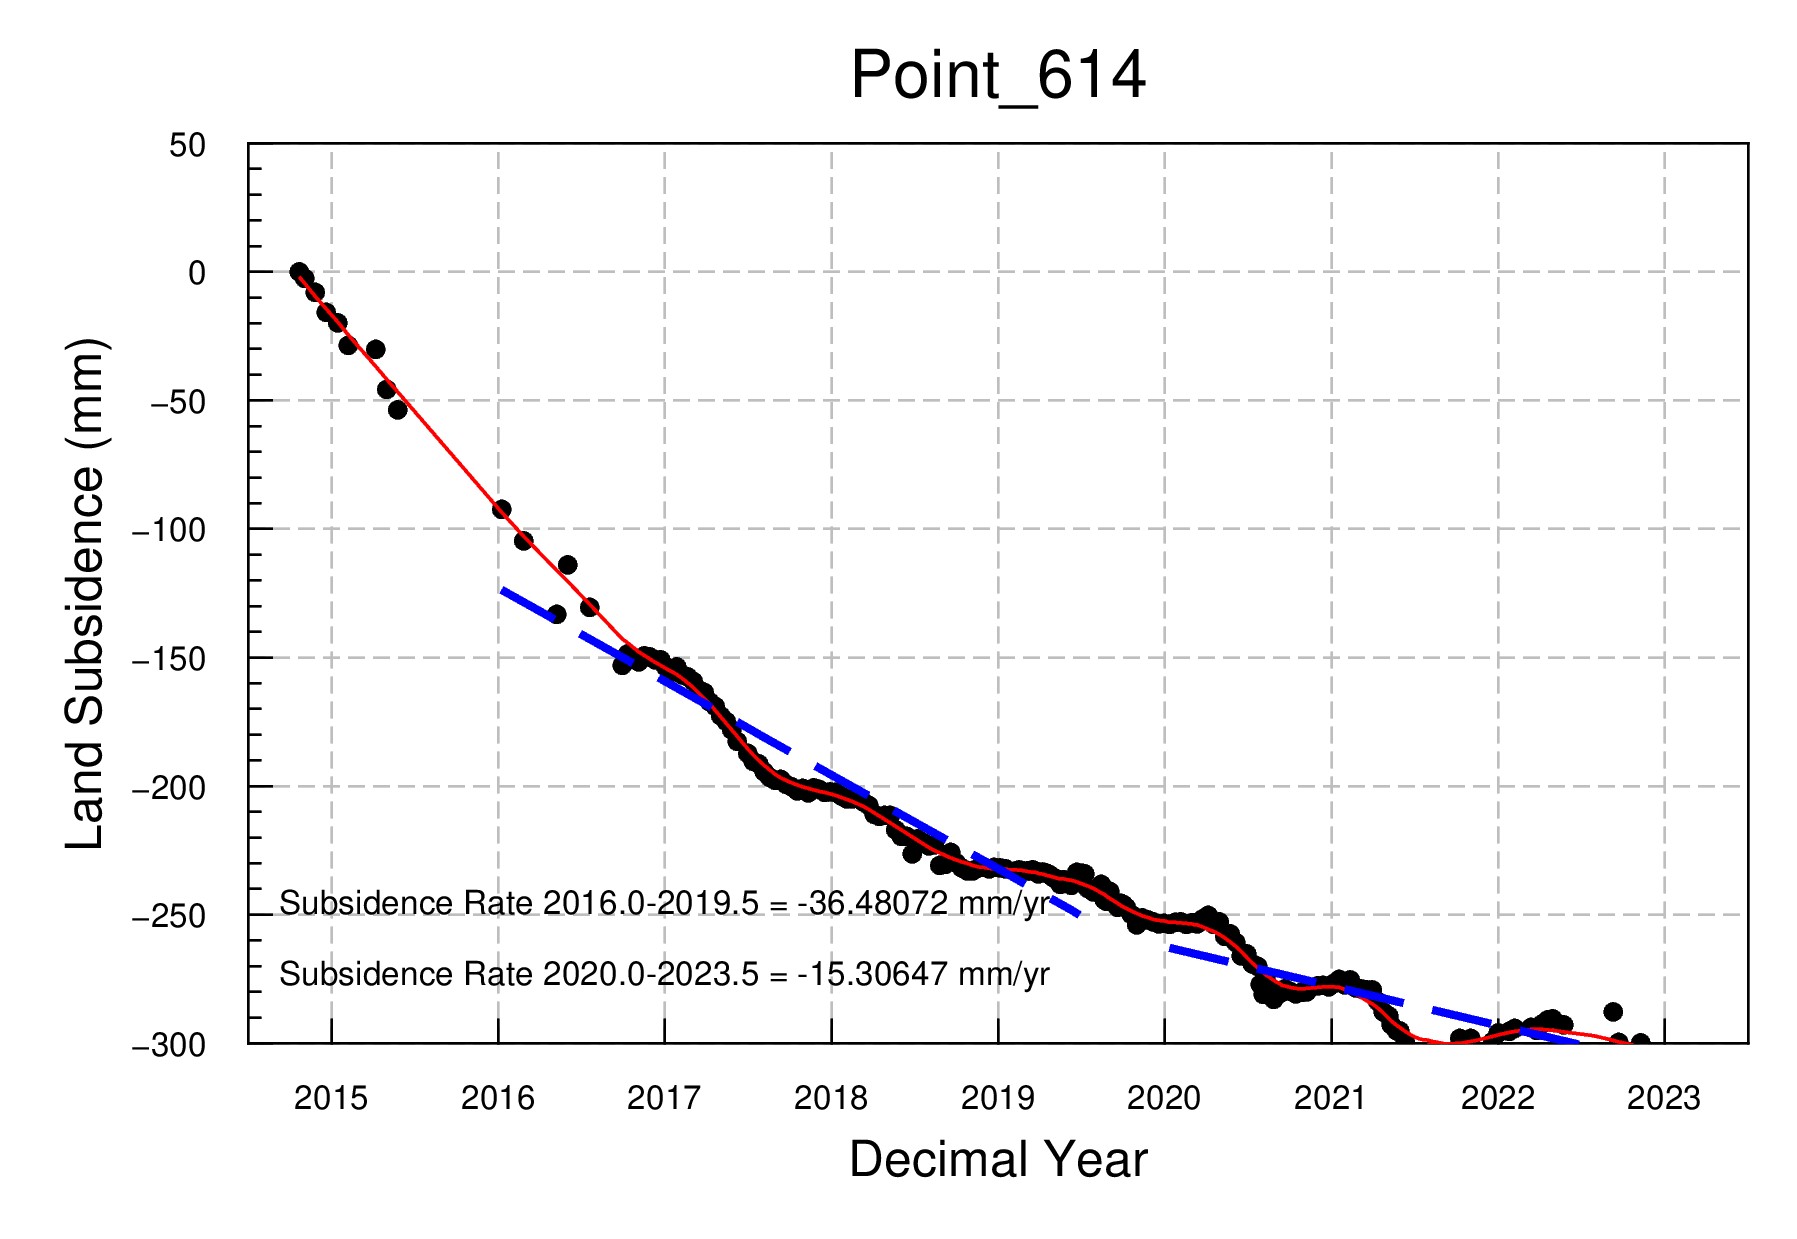 Point_614
50
0
−50
−100
−150
−200
−250
−300
Land Subsidence (mm)
Subsidence Rate 2016.0-2019.5 = -36.48072 mm/yr
Subsidence Rate 2020.0-2023.5 = -15.30647 mm/yr
2015 2016 2017 2018 2019 2020 2021 2022 2023
Decimal Year